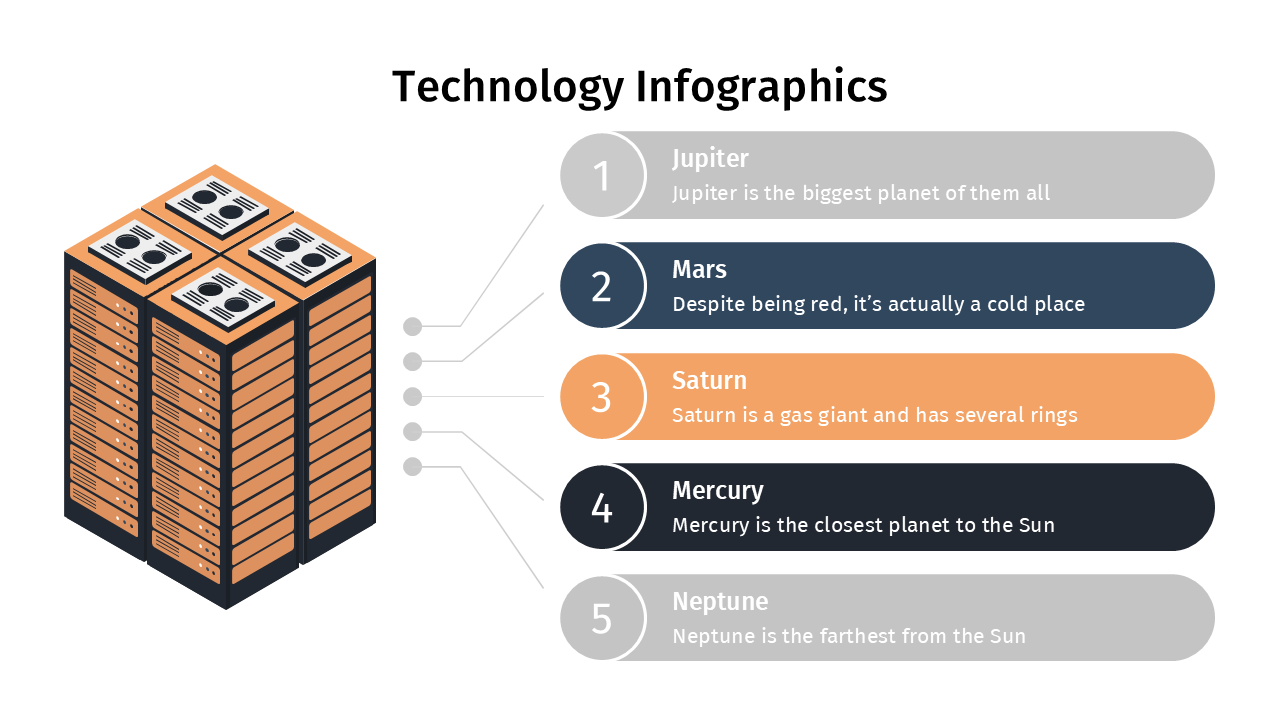 Technology Infographics
1
Jupiter
Jupiter is the biggest planet of them all
2
Mars
Despite being red, it’s actually a cold place
3
Saturn
Saturn is a gas giant and has several rings
4
Mercury
Mercury is the closest planet to the Sun
5
Neptune
Neptune is the farthest from the Sun